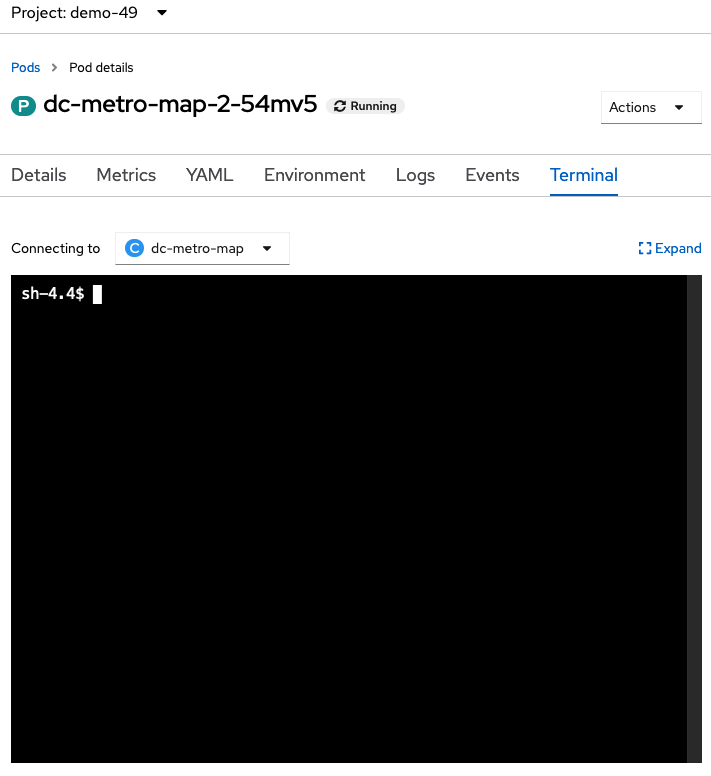 Project: demo-49
Pods > Pod details
P dc-metro-map-2-54mv5 Running
Actions
Details Metrics YAML Environment Logs Events Terminal
Connecting to C dc-metro-map Expand
sh-4.4$